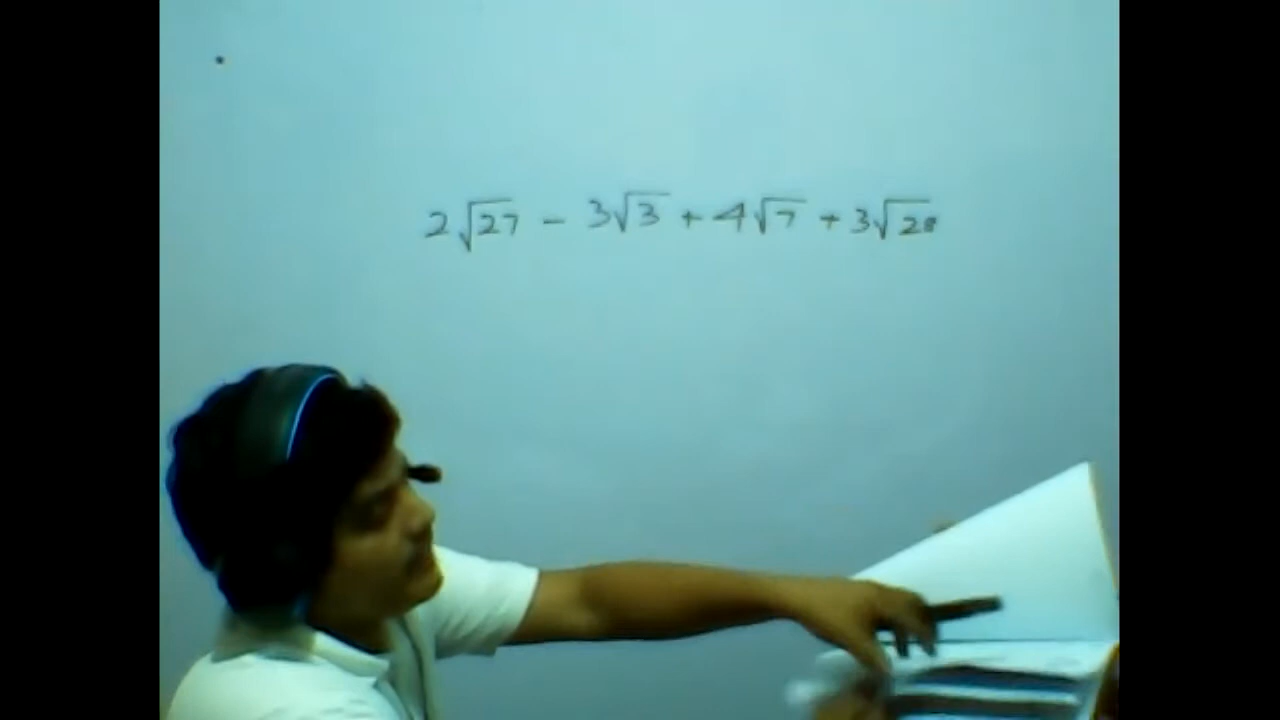 2√27 − 3√3 + 4√7 + 3√28